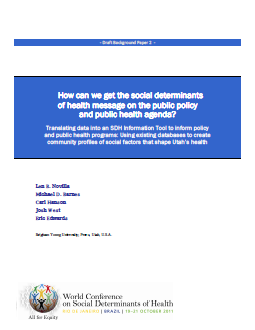 - Draft Background Paper 2 -
How can we get the social determinants
of health message on the public policy
and public health agenda?
Translating data into an SDH Information Tool to inform policy
and public health programs: Using existing databases to create
community profiles of social factors that shape Utah's health
Len B. Novilla
Michael D. Barnes
Carl Hanson
Josh West
Eric Edwards
Brigham Young University, Provo, Utah, U.S.A.
World Conference
on Social Determinants of Health
RIO DE JANEIRO | BRAZIL | 19-21 OCTOBER 2011
All for Equity